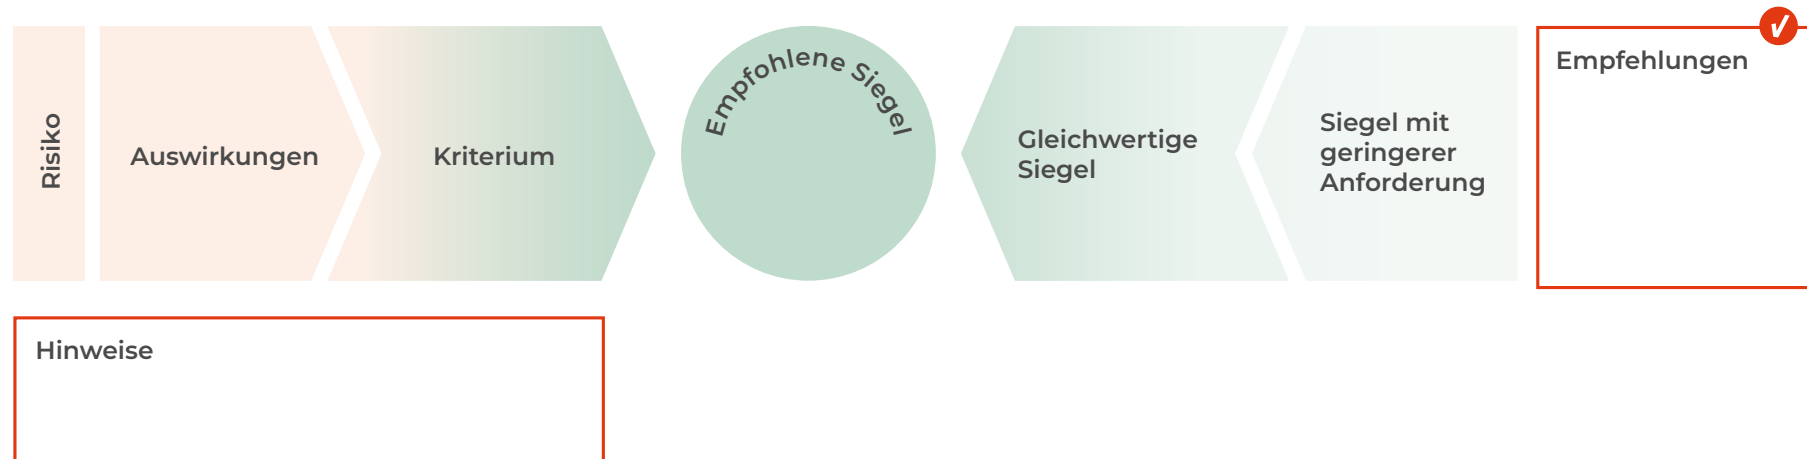 Risiko
Auswirkungen
Kriterium
Empfohlene Siegel
Gleichwertige
Siegel
Siegel mit
geringerer
Anforderung
Empfehlungen
Hinweise